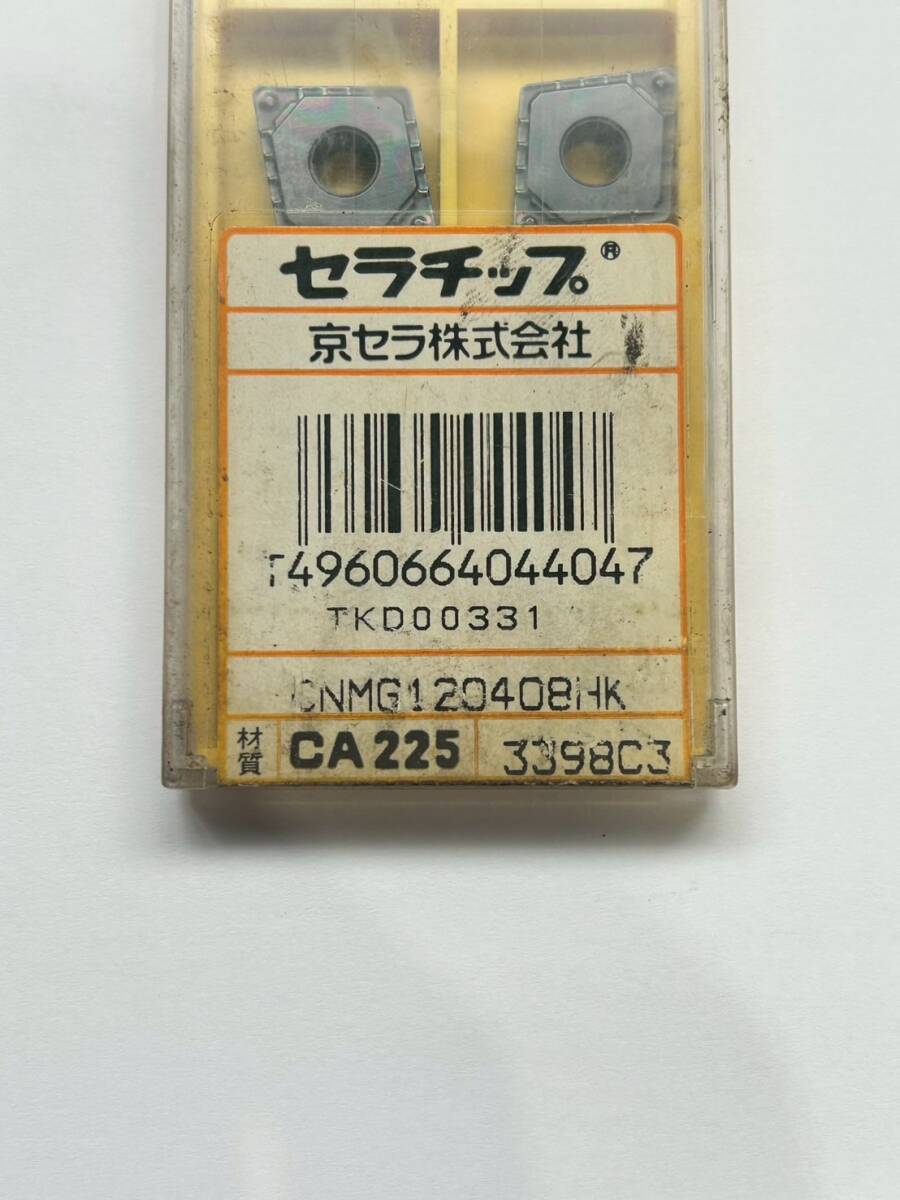 セラチップ®
京セラ株式会社
T4960664044047
TKD00331
CNMG120408HK
材質 CA225 3398C3